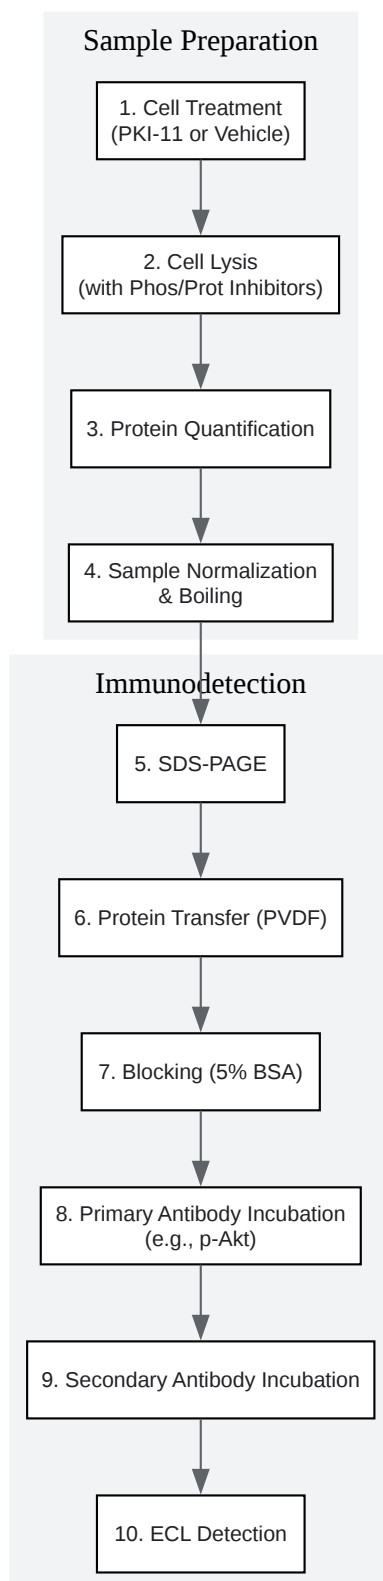 Sample Preparation
1. Cell Treatment
(PKI-11 or Vehicle)
2. Cell Lysis
(with Phos/Prot Inhibitors)
3. Protein Quantification
4. Sample Normalization
& Boiling
Immunodetection
5. SDS-PAGE
6. Protein Transfer (PVDF)
7. Blocking (5% BSA)
8. Primary Antibody Incubation
(e.g., p-Akt)
9. Secondary Antibody Incubation
10. ECL Detection